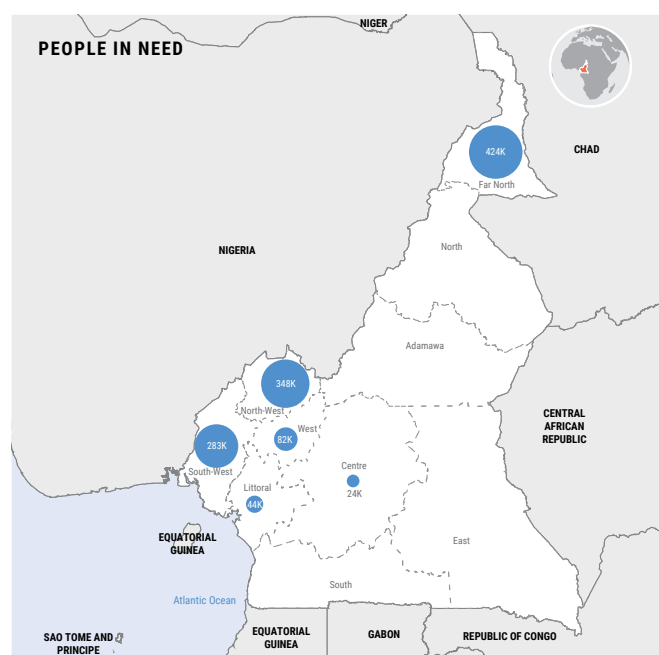 NIGER
PEOPLE IN NEED
CHAD
424K
Far North
NIGERIA
North
Adamawa
348K
North-West
CENTRAL
AFRICAN
REPUBLIC
West
82K
283K
South-West
Centre
24K
Littoral
44K
EQUATORIAL
GUINEA
East
South
Atlantic Ocean
SAO TOME AND
PRINCIPE
EQUATORIAL
GUINEA
GABON
REPUBLIC OF CONGO